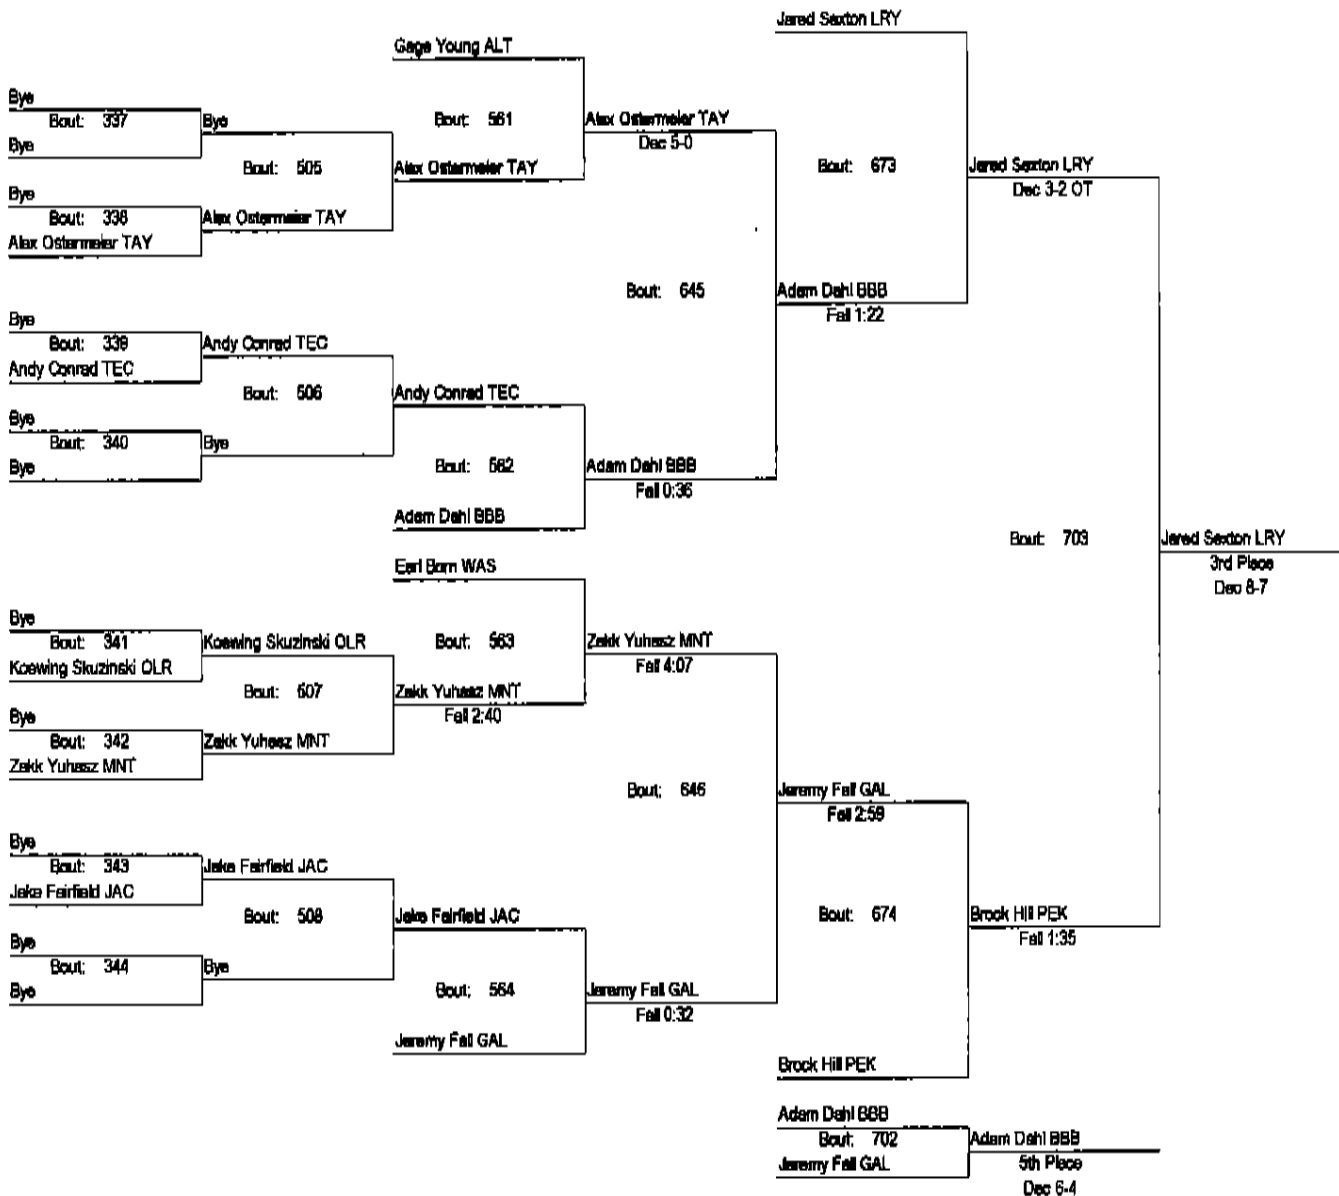 Jared Sexton LRY
Gage Young ALT
Bye
Bout: 337
Bye
Bye
Bout: 505
Bout: 561
Alex Ostermeier TAY
Dec 5-0
Alex Ostermeier TAY
Bye
Bout: 338
Alex Ostermeier TAY
Alex Ostermeier TAY
Bout: 673
Jared Sexton LRY
Dec 3-2 OT
Bout: 645
Adam Dahl BBB
Fall 1:22
Bye
Bout: 339
Andy Conrad TEC
Andy Conrad TEC
Bout: 506
Andy Conrad TEC
Bye
Bout: 340
Bye
Bye
Bout: 562
Adam Dahl BBB
Fall 0:36
Adam Dahl BBB
Bout: 703
Jared Sexton LRY
3rd Place
Dec 8-7
Earl Born WAS
Bye
Bout: 341
Koewing Skuzinski OLR
Koewing Skuzinski OLR
Bout: 563
Zakk Yuhasz MNT
Fall 4:07
Bout: 507
Zakk Yuhasz MNT
Fall 2:40
Bye
Bout: 342
Zakk Yuhasz MNT
Zakk Yuhasz MNT
Bout: 646
Jeremy Fall GAL
Fall 2:59
Bye
Bout: 343
Jake Fairfield JAC
Jake Fairfield JAC
Bout: 508
Jake Fairfield JAC
Bout: 674
Brock Hill PEK
Fall 1:35
Bye
Bout: 344
Bye
Bye
Bout: 564
Jeremy Fall GAL
Fall 0:32
Jeremy Fall GAL
Brock Hill PEK
Adam Dahl BBB
Bout: 702
Jeremy Fall GAL
Adam Dahl BBB
5th Place
Dec 6-4